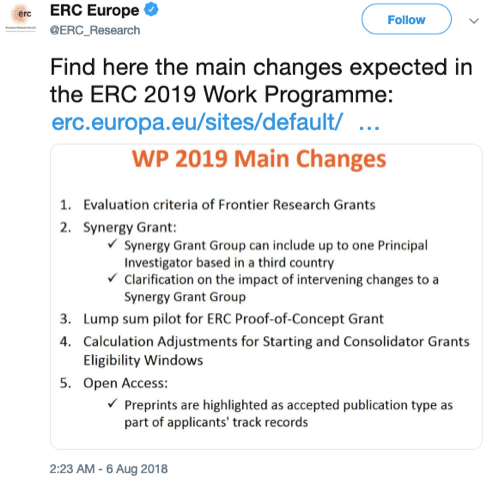 erc
ERC Europe
@ERC_Research
Follow
Find here the main changes expected in
the ERC 2019 Work Programme:
erc.europa.eu/sites/default/ …
WP 2019 Main Changes
1. Evaluation criteria of Frontier Research Grants
2. Synergy Grant:
✓ Synergy Grant Group can include up to one Principal
Investigator based in a third country
✓ Clarification on the impact of intervening changes to a
Synergy Grant Group
3. Lump sum pilot for ERC Proof-of-Concept Grant
4. Calculation Adjustments for Starting and Consolidator Grants
Eligibility Windows
5. Open Access:
✓ Preprints are highlighted as accepted publication type as
part of applicants' track records
2:23 AM - 6 Aug 2018